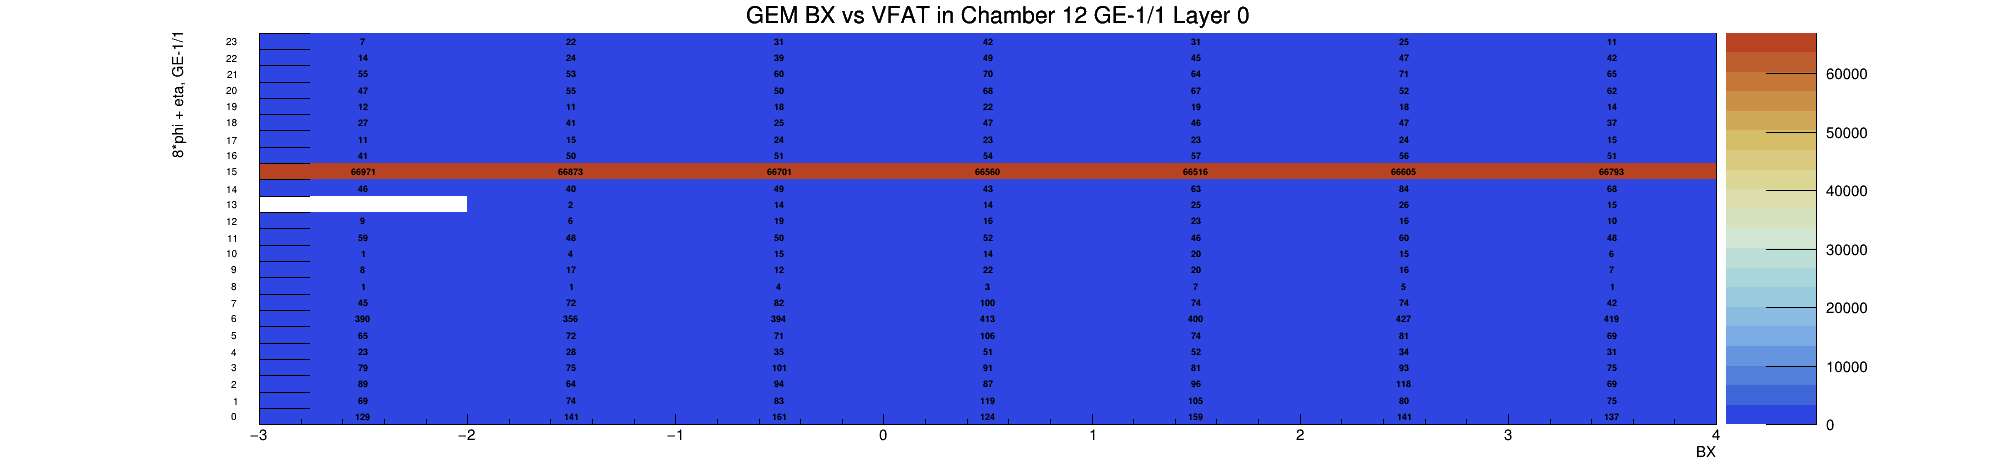 GEM BX vs VFAT in Chamber 12 GE-1/1 Layer 0
8*phi + eta, GE-1/1
23 7 22 31 42 31 25 11
22 14 24 39 49 45 47 42
21 55 53 60 70 64 71 65
20 47 55 50 68 67 52 62
19 12 11 18 22 19 18 14
18 27 41 25 47 46 47 37
17 11 15 24 23 23 24 15
16 41 50 51 54 57 56 51
15 66971 66873 66701 66560 66516 66605 66793
14 46 40 49 43 63 84 68
13 2 14 14 25 26 15
12 9 6 19 16 23 16 10
11 59 48 50 52 46 60 48
10 1 4 15 14 20 15 6
9 8 17 12 22 20 16 7
8 1 1 4 3 7 5 1
7 45 72 82 100 74 74 42
6 390 356 394 413 400 427 419
5 65 72 71 106 74 81 69
4 23 28 35 51 52 34 31
3 79 75 101 91 81 93 75
2 89 64 94 87 96 118 69
1 69 74 83 119 105 80 75
0 129 141 161 124 159 141 137
−3 −2 −1 0 1 2 3 4
BX
60000
50000
40000
30000
20000
10000
0